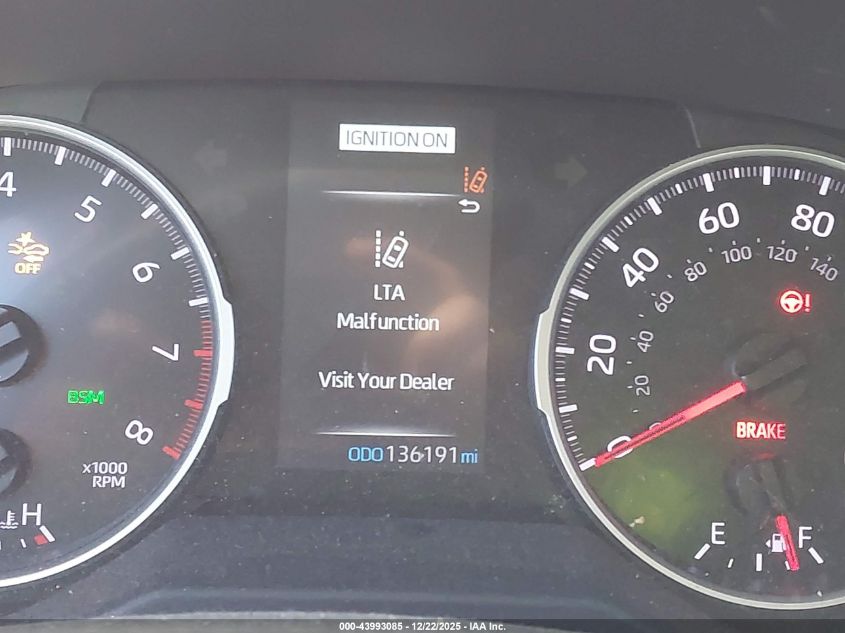 IGNITION ON
LTA
Malfunction
Visit Your Dealer
ODO 136191 mi
4
5
6
7
8
x1000
RPM
OFF
BSM
H
0
20
40
60
80
20
40
60
80
100
120
140
!
BRAKE
E
F
000-43993085 - 12/22/2025 - IAA Inc.